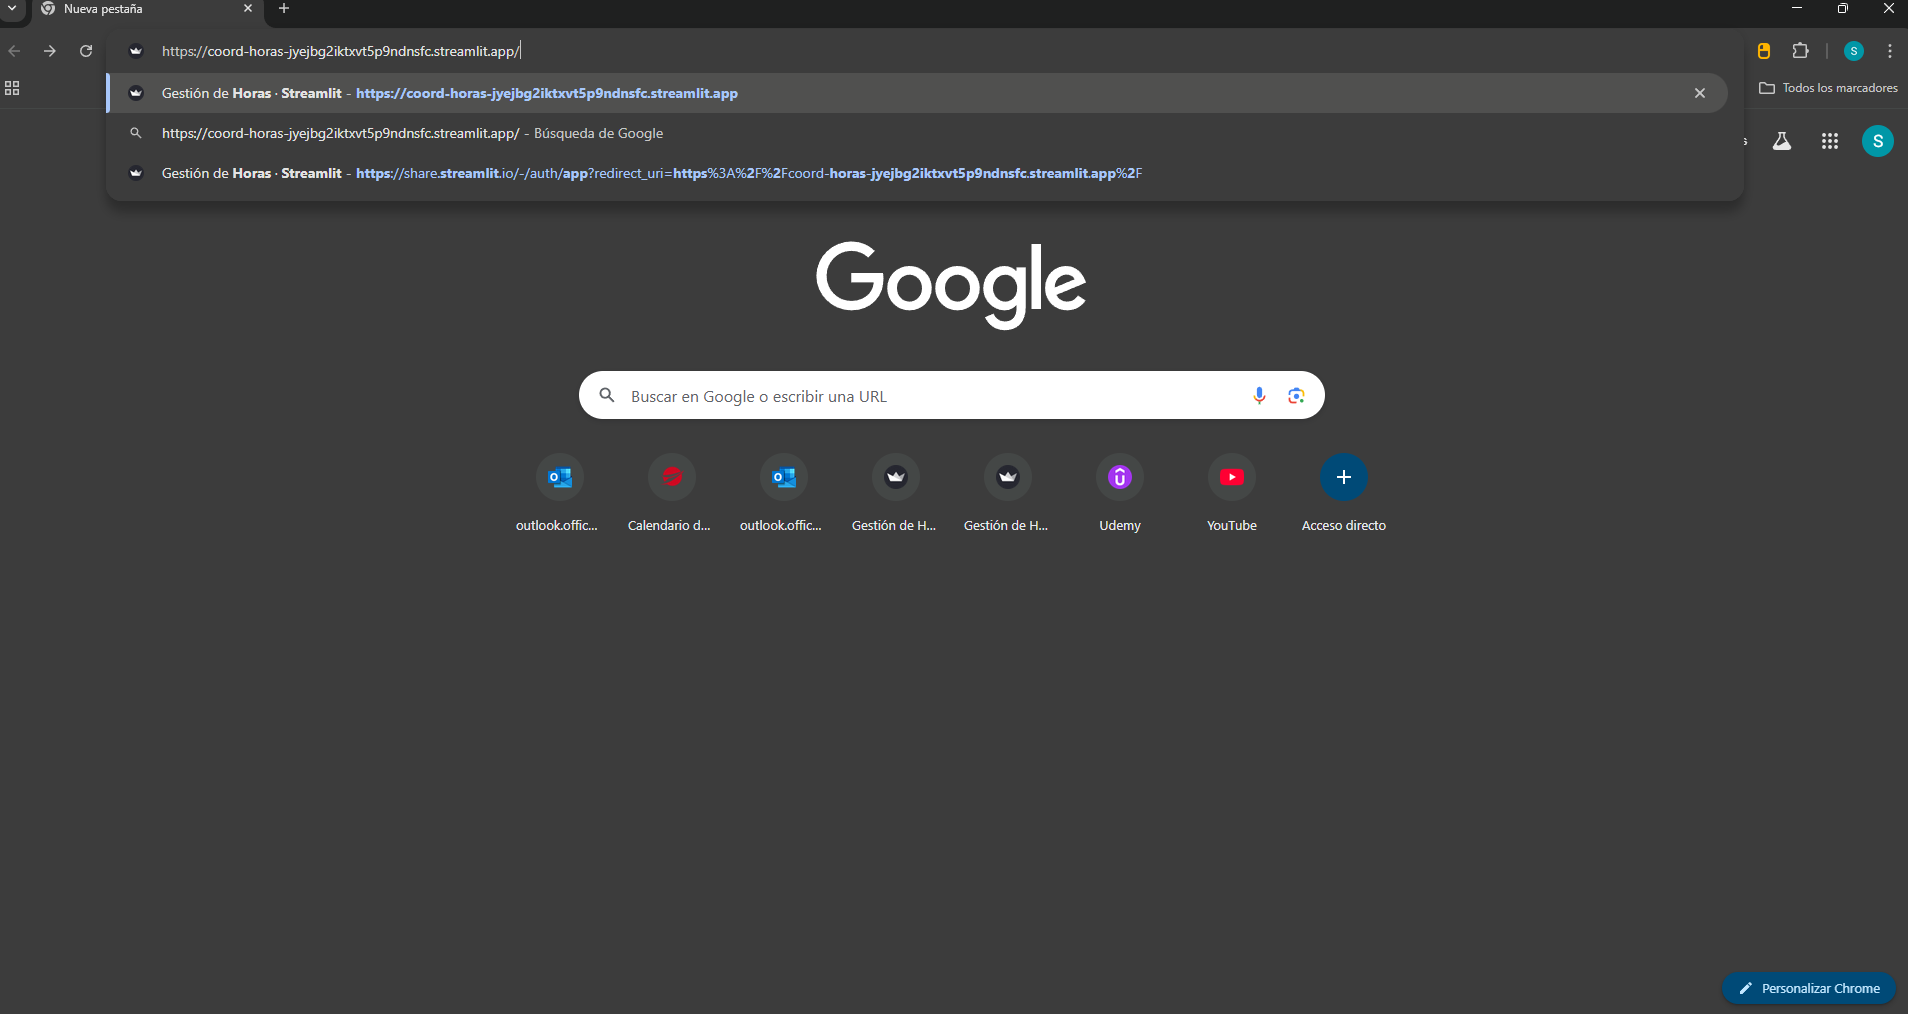 Nueva pestaña
https://coord-horas-jyejbg2iktxvt5p9ndnsfc.streamlit.app/
Gestión de Horas · Streamlit - https://coord-horas-jyejbg2iktxvt5p9ndnsfc.streamlit.app
https://coord-horas-jyejbg2iktxvt5p9ndnsfc.streamlit.app/ - Búsqueda de Google
Gestión de Horas · Streamlit - https://share.streamlit.io/-/auth/app?redirect_uri=https%3A%2F%2Fcoord-horas-jyejbg2iktxvt5p9ndnsfc.streamlit.app%2F
S
Todos los marcadores
S
Google
Buscar en Google o escribir una URL
outlook.offic...
Calendario d...
outlook.offic...
Gestión de H...
Gestión de H...
Udemy
YouTube
Acceso directo
Personalizar Chrome